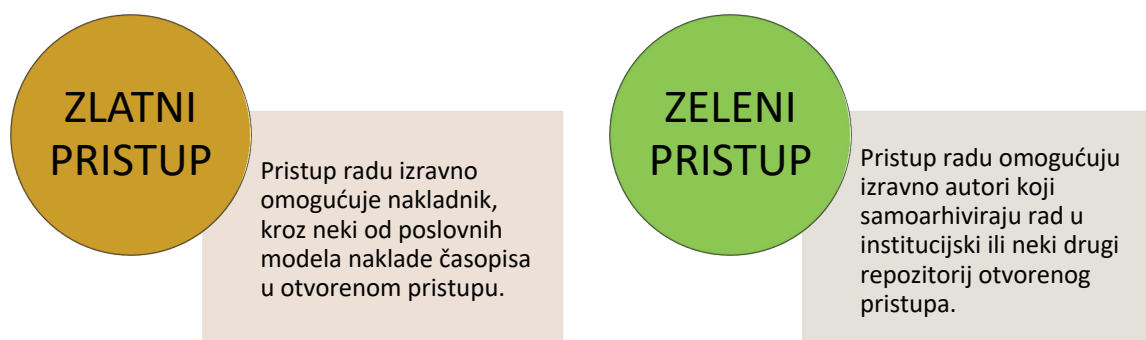 ZLATNI
PRISTUP
Pristup radu izravno
omogućuje nakladnik,
kroz neki od poslovnih
modela naklade časopisa
u otvorenom pristupu.
ZELENI
PRISTUP
Pristup radu omogućuju
izravno autori koji
samoarhiviraju rad u
institucijski ili neki drugi
repozitorij otvorenog
pristupa.